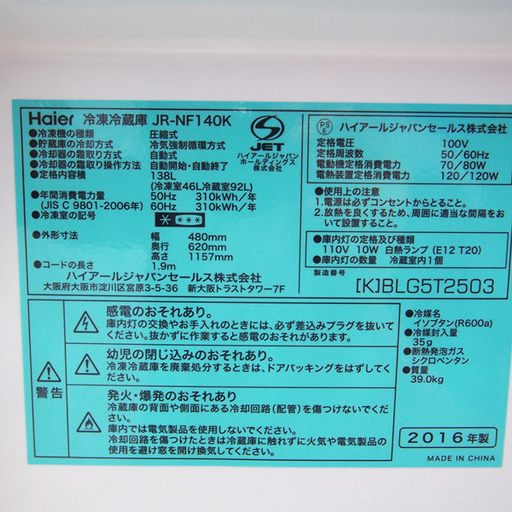 Haier 冷凍冷蔵庫 JR-NF140K
●冷凍機の種類 圧縮式
●貯蔵庫の冷却方式 冷気強制循環方式
●冷却器の霜取り方式 自動式
●冷却器の霜取り操作方法 自動開始・自動終了
●定格内容積 138L
(冷凍室46L冷蔵室92L)
●年間消費電力量 50Hz 310kWh/年
(JIS C 9801-2006年) 60Hz 310kWh/年
●冷凍室の記号
●外形寸法 幅 480mm
奥行 620mm
高さ 1157mm
●コードの長さ 1.9m
ハイアールジャパンセールス株式会社
大阪府大阪市淀川区宮原3-5-36 新大阪トラストタワー7F
S JET
ハイアールジャパン
ホールディングス
株式会社
PS E
ハイアールジャパンセールス株式会社
定格電圧 100V
定格周波数 50/60Hz
電動機定格消費電力 70/80W
電熱装置定格消費電力 120/120W
●使用上の注意
1.電源は必ずコンセントからとること。
2.放熱を良くするため、周囲に適当な間隔をお
いて設置すること。
●庫内灯の定格及び種類
110V 10W 白熱ランプ(E12 T20)
●庫内灯の数量 冷蔵室内1個
製造番号
[K]BLG5T2503
警告
感電のおそれあり。
庫内灯の交換やお手入れのときには、必ず差込みプラグを抜いて
ください。抜かずに作業すると感電のおそれがあります。
幼児の閉じ込めのおそれあり。
冷凍冷蔵庫を廃棄処分するときは、ドアパッキングをはずしてく
ださい。
発火・爆発のおそれあり。
冷蔵庫の背面や側面にある冷却回路(配管)を傷つけないでくだ
さい。庫内では電気製品を使用しないでください。
冷却回路を傷つけたときは冷蔵庫に触れずに火気や電気製品の
使用を避け窓を開け換気してください。
●冷媒
イソブタン(R600a)
●冷媒封入量
35g
●断熱発泡ガス
シクロペンタン
●質量
39.0kg
2016年製
MADE IN CHINA